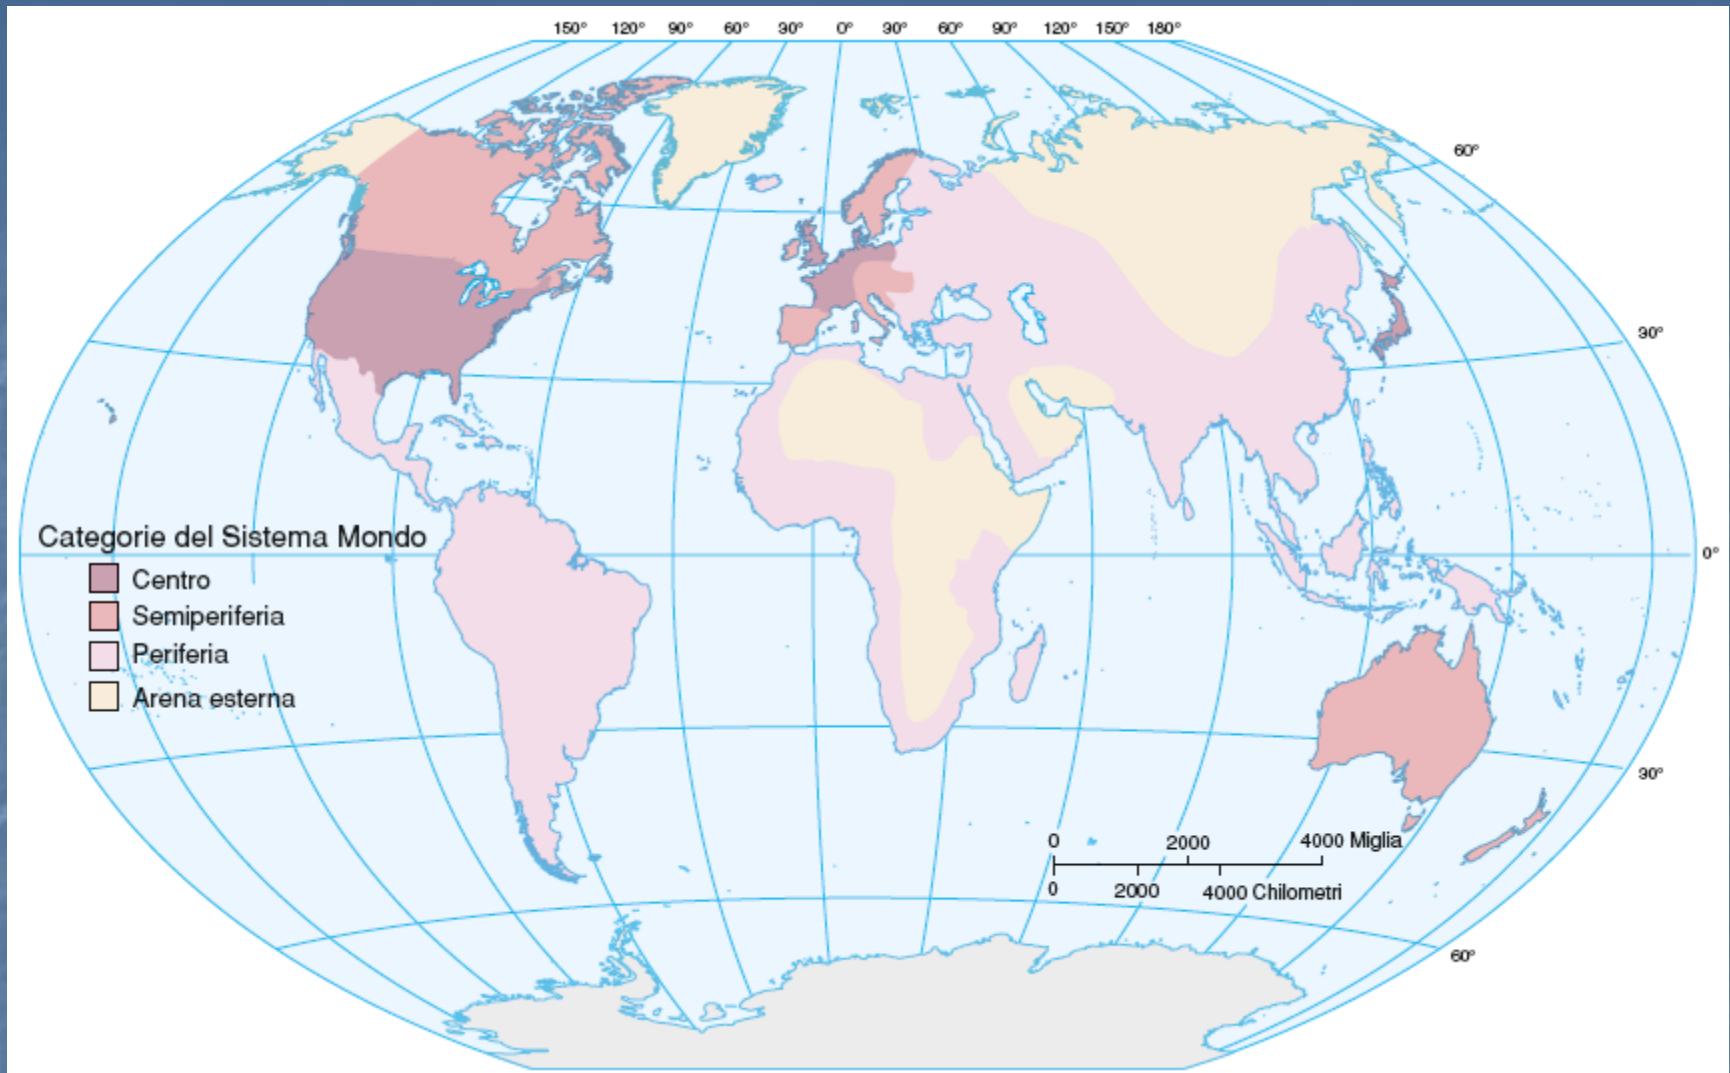 150° 120° 90° 60° 30° 0° 30° 60° 90° 120° 150° 180°
60°
30°
0°
30°
60°
Categorie del Sistema Mondo
Centro
Semiperiferia
Periferia
Arena esterna
0 2000 4000 Miglia
0 2000 4000 Chilometri